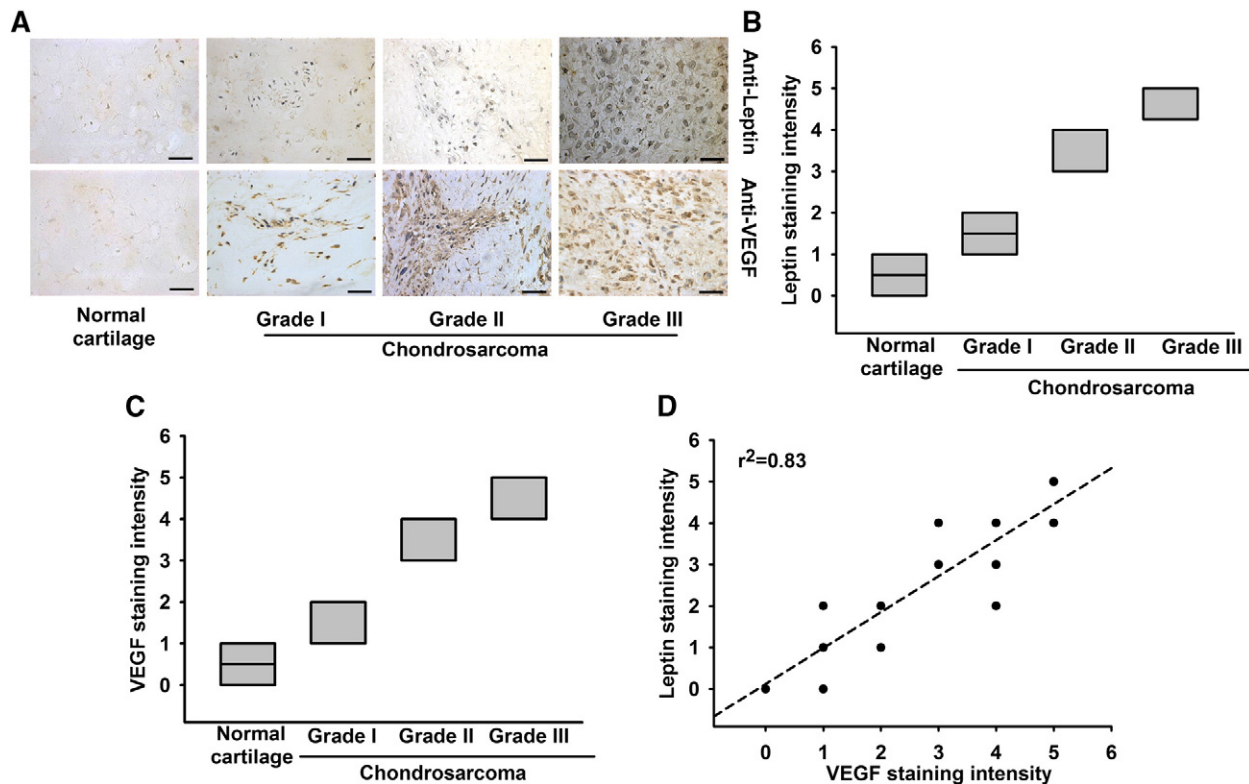 A
Anti-Leptin
Anti-VEGF
Normal
cartilage
Grade I
Grade II
Grade III
Chondrosarcoma
B
Leptin staining intensity
6
5
4
3
2
1
0
Normal
cartilage
Grade I
Grade II
Grade III
Chondrosarcoma
C
VEGF staining intensity
6
5
4
3
2
1
0
Normal
cartilage
Grade I
Grade II
Grade III
Chondrosarcoma
D
r²=0.83
Leptin staining intensity
6
5
4
3
2
1
0
0 1 2 3 4 5 6
VEGF staining intensity